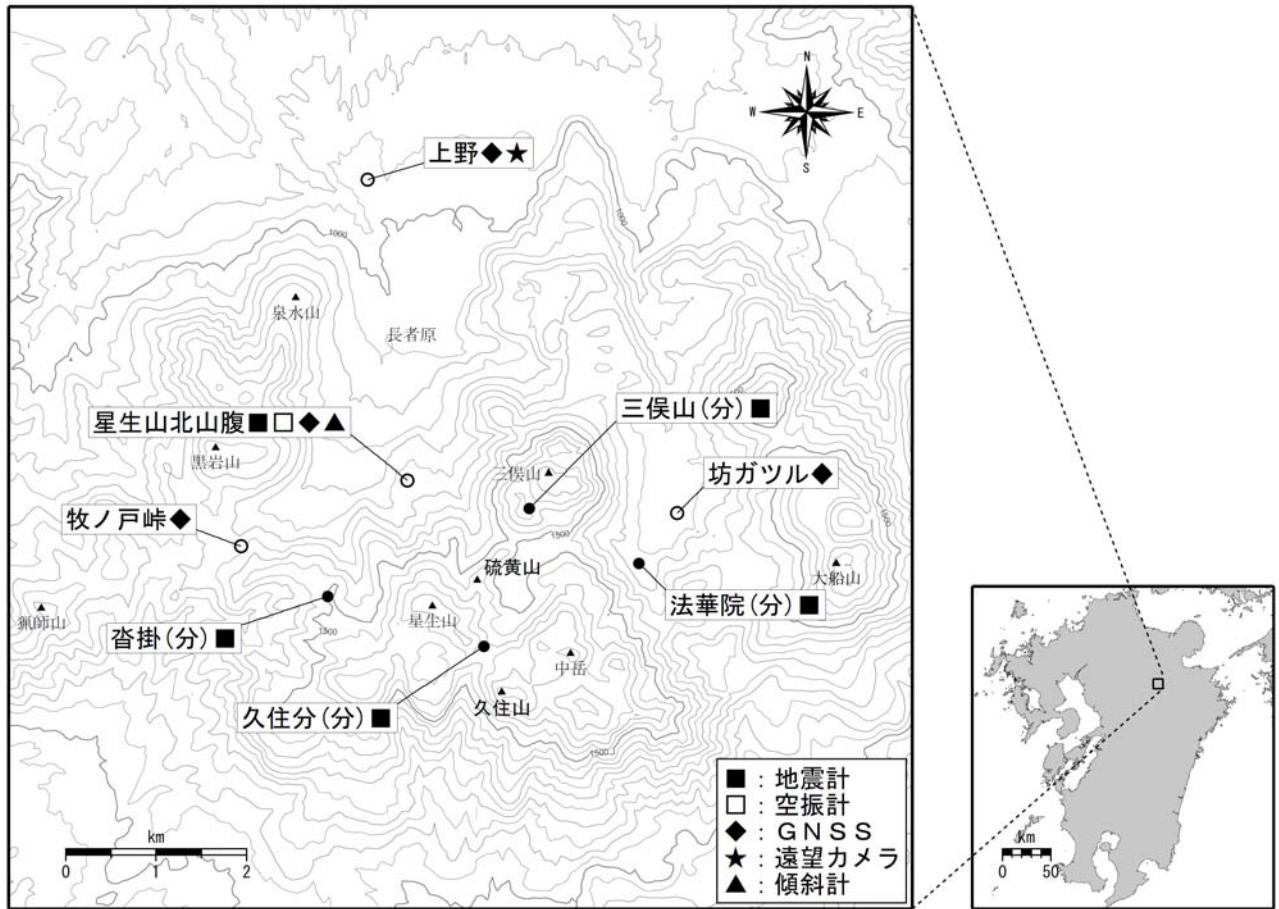 N
W E
S
上野◆★
1000
1000
泉水山
長者原
三俣山(分)■
星生山北山腹■□◆▲
黒岩山
三俣山
坊ガツル◆
牧ノ戸峠◆
1500
1500
硫黄山
大船山
法華院(分)■
猟師山
沓掛(分)■
星生山
1500
中岳
久住分(分)■
久住山
1500
■:地震計
□:空振計
◆:GNSS
★:遠望カメラ
▲:傾斜計
km
0 2
km
0 50